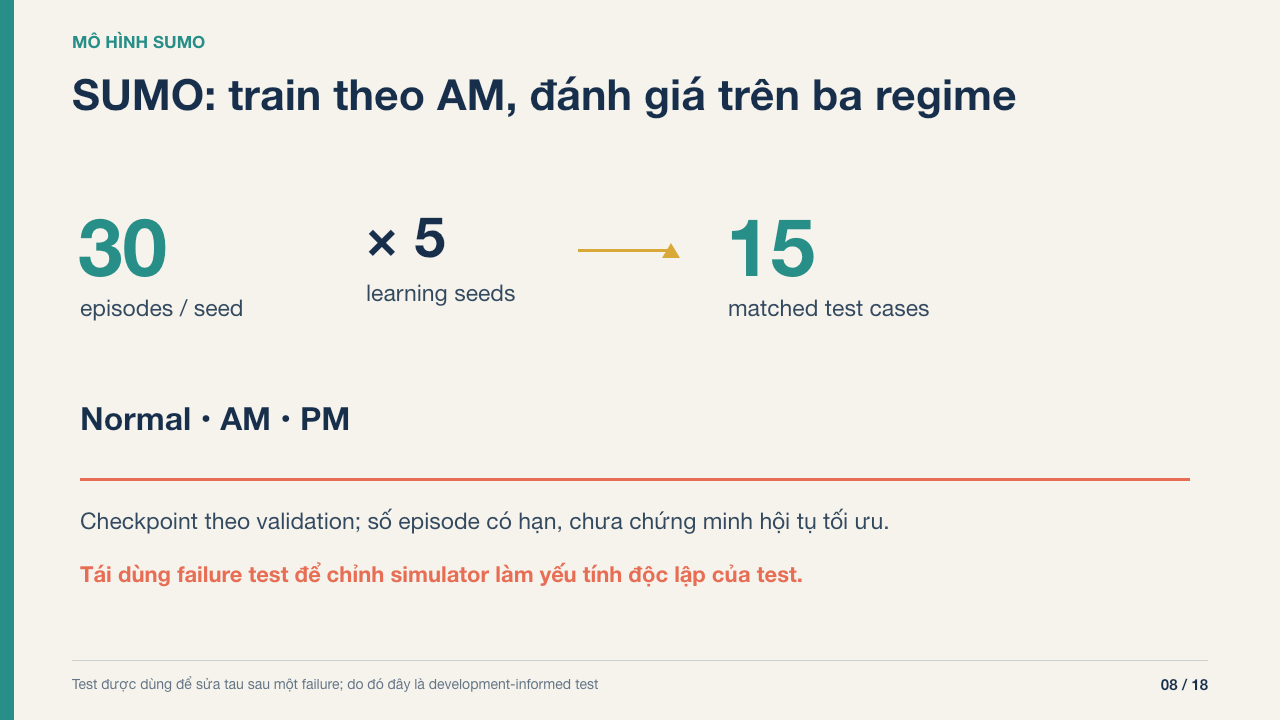 MÔ HÌNH SUMO
SUMO: train theo AM, đánh giá trên ba regime
30
episodes / seed
× 5
learning seeds
15
matched test cases
Normal · AM · PM
Checkpoint theo validation; số episode có hạn, chưa chứng minh hội tụ tối ưu.
Tái dùng failure test để chỉnh simulator làm yếu tính độc lập của test.
Test được dùng để sửa tau sau một failure; do đó đây là development-informed test
08 / 18